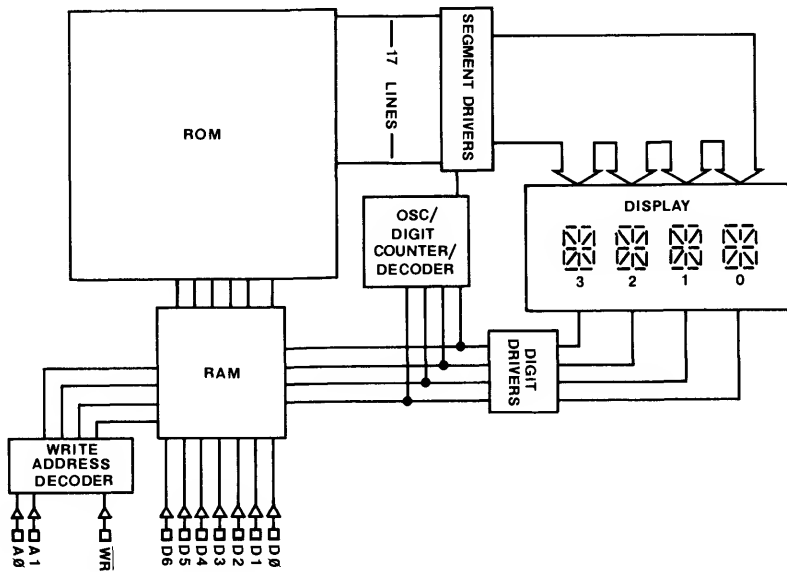 ROM
17 LINES
SEGMENT DRIVERS
OSC/
DIGIT
COUNTER/
DECODER
DISPLAY
3 2 1 0
RAM
DIGIT
DRIVERS
WRITE
ADDRESS
DECODER
AØ
A1
W̅R̅
D6
D5
D4
D3
D2
D1
DØ